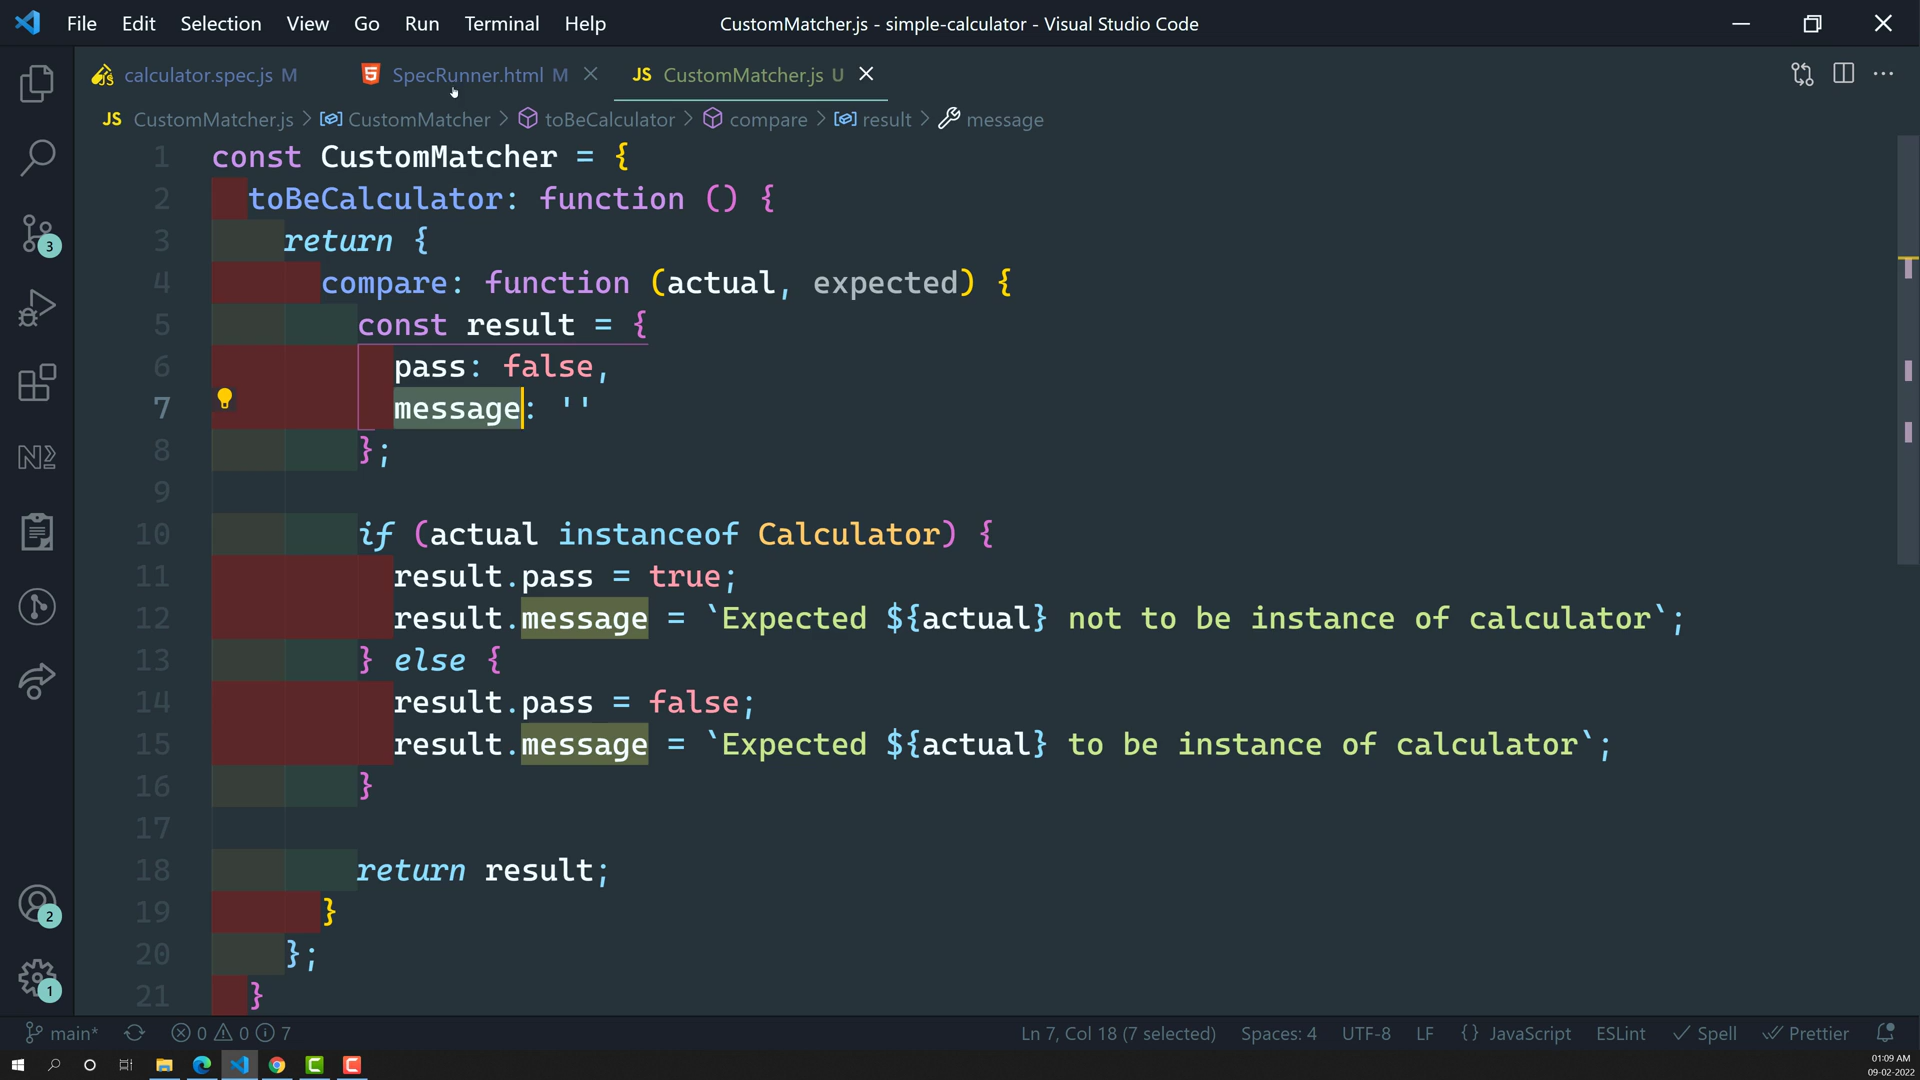 File Edit Selection View Go Run Terminal Help CustomMatcher.js - simple-calculator - Visual Studio Code
calculator.spec.js M SpecRunner.html M JS CustomMatcher.js U
JS CustomMatcher.js > CustomMatcher > toBeCalculator > compare > result > message
1 const CustomMatcher = {
2 toBeCalculator: function () {
3 return {
4 compare: function (actual, expected) {
5 const result = {
6 pass: false,
7 message: ''
8 };
9
10 if (actual instanceof Calculator) {
11 result.pass = true;
12 result.message = `Expected ${actual} not to be instance of calculator`;
13 } else {
14 result.pass = false;
15 result.message = `Expected ${actual} to be instance of calculator`;
16 }
17
18 return result;
19 }
20 };
21 }
3
2
1
main* 0 0 7 Ln 7, Col 18 (7 selected) Spaces: 4 UTF-8 LF {} JavaScript ESLint Spell Prettier
01:09 AM
09-02-2022